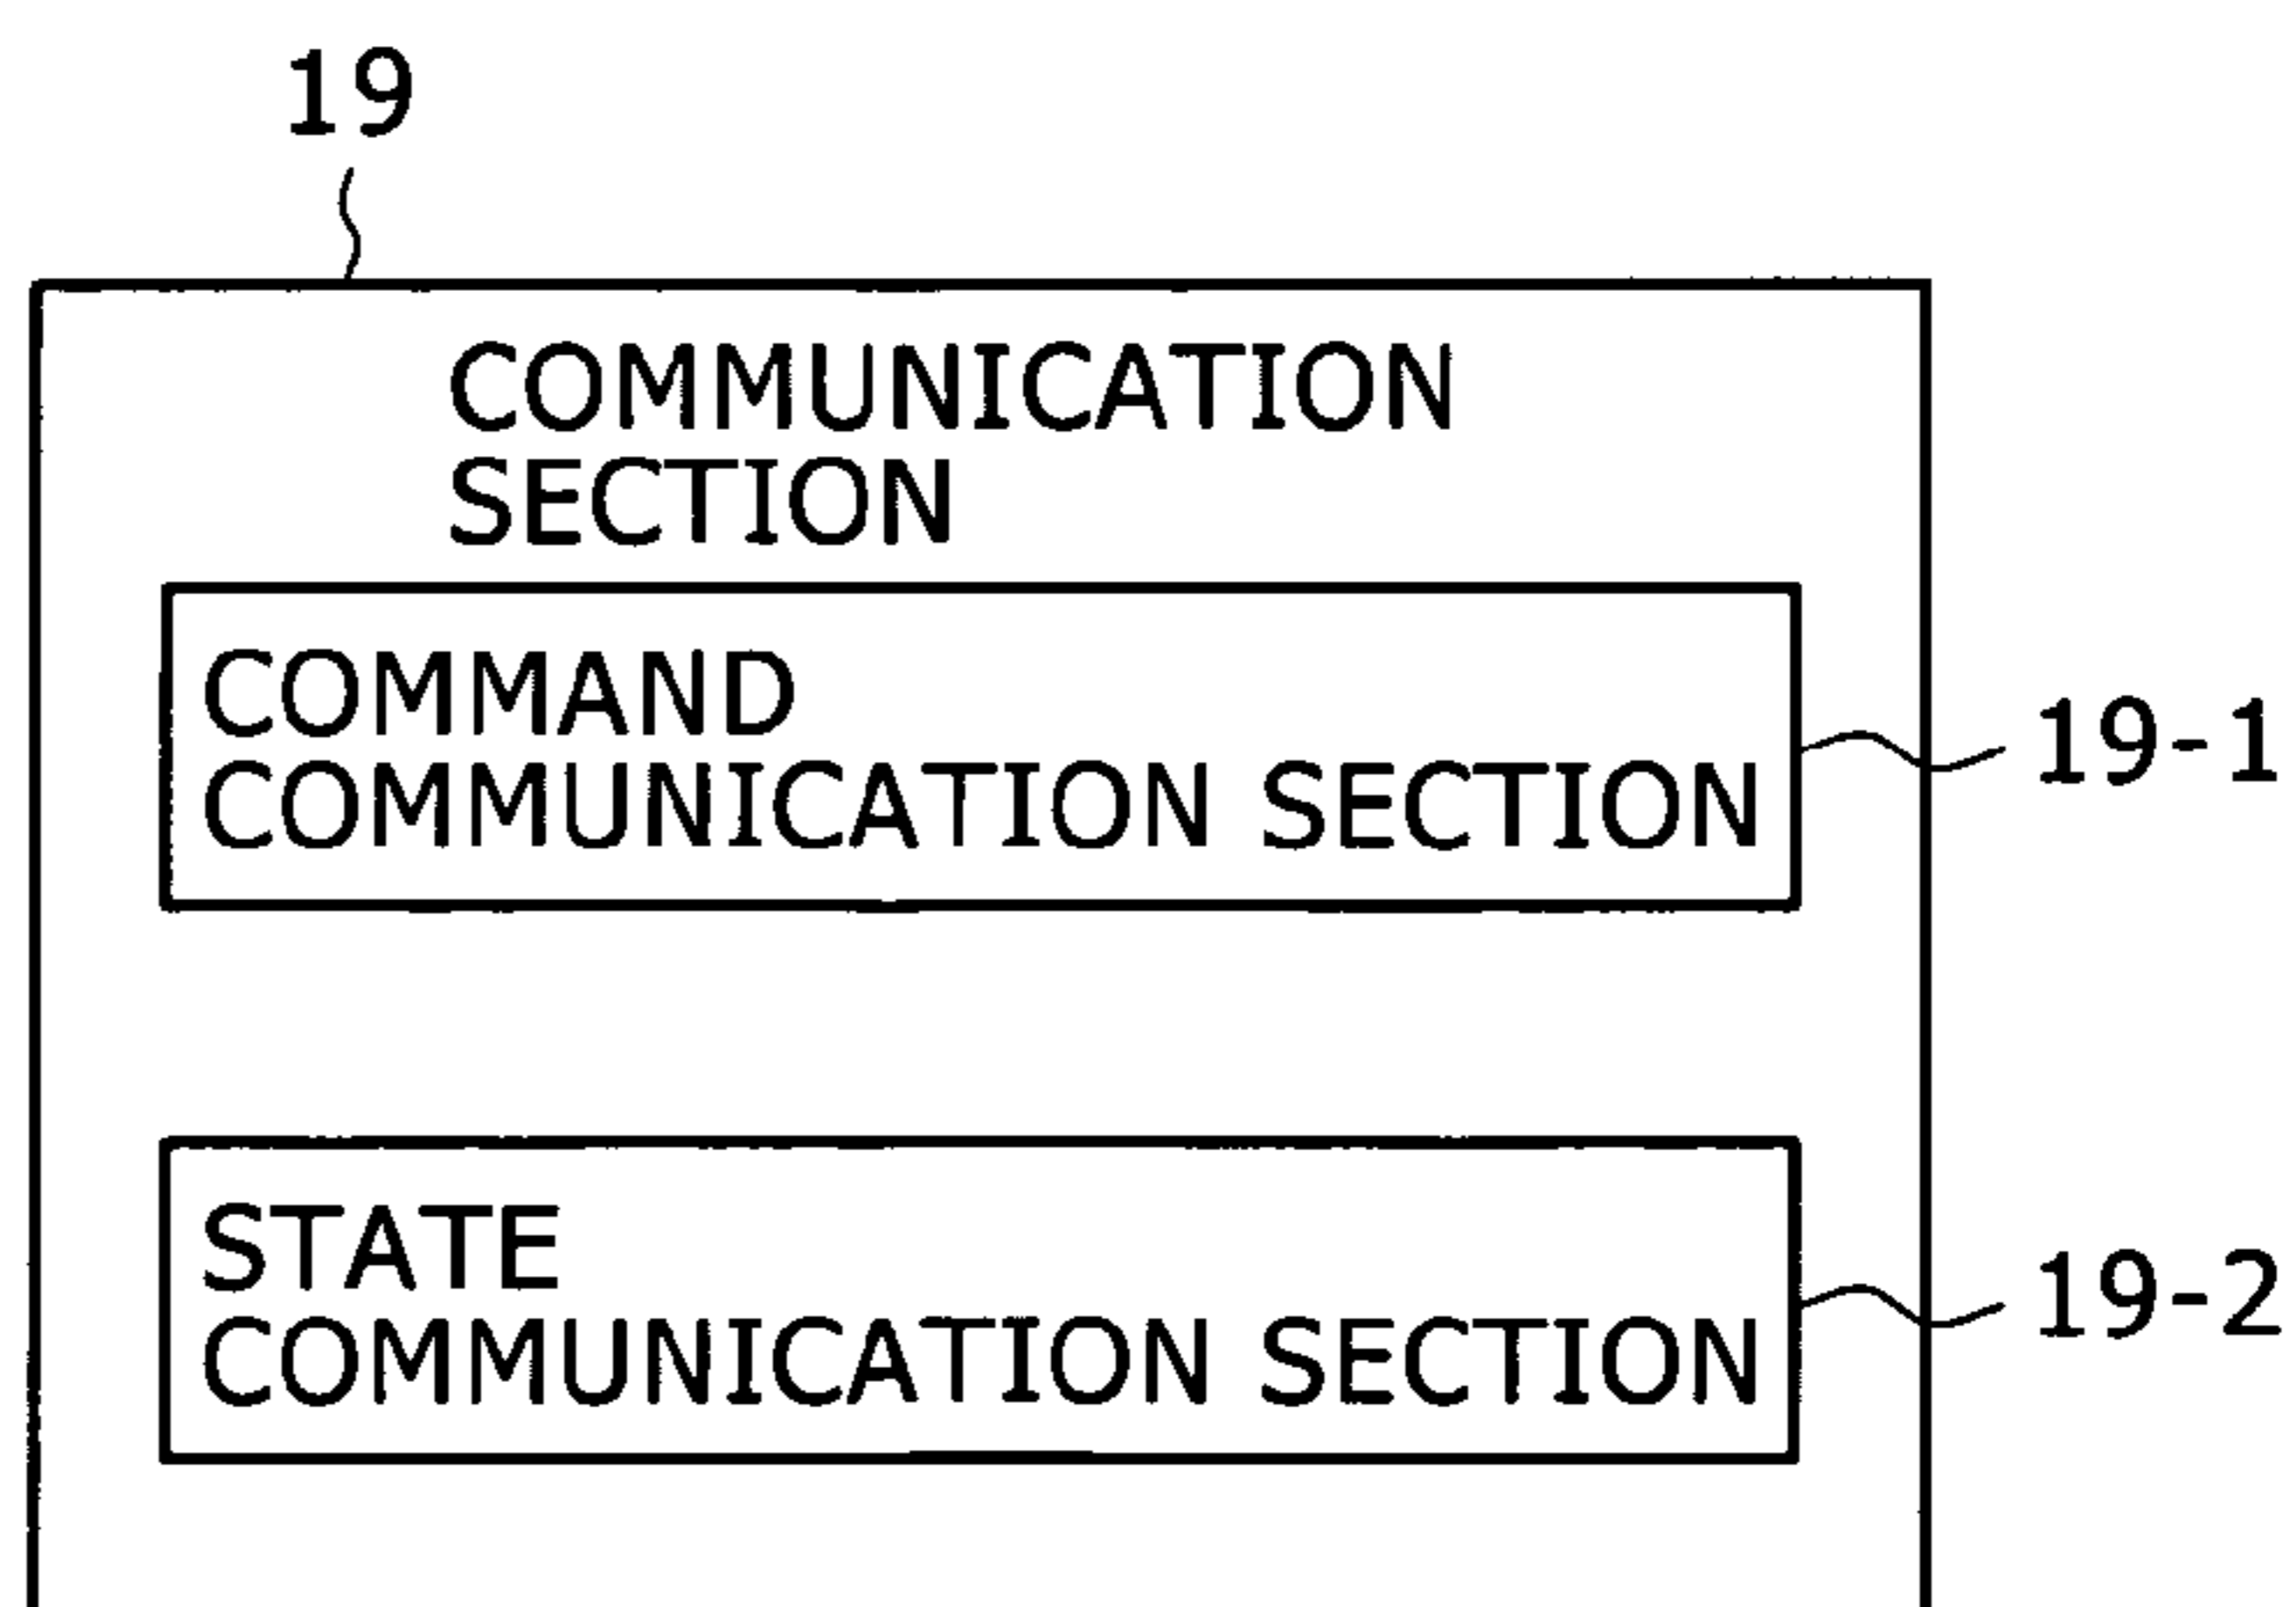 19
COMMUNICATION
SECTION
COMMAND
COMMUNICATION SECTION
19-1
STATE
COMMUNICATION SECTION
19-2